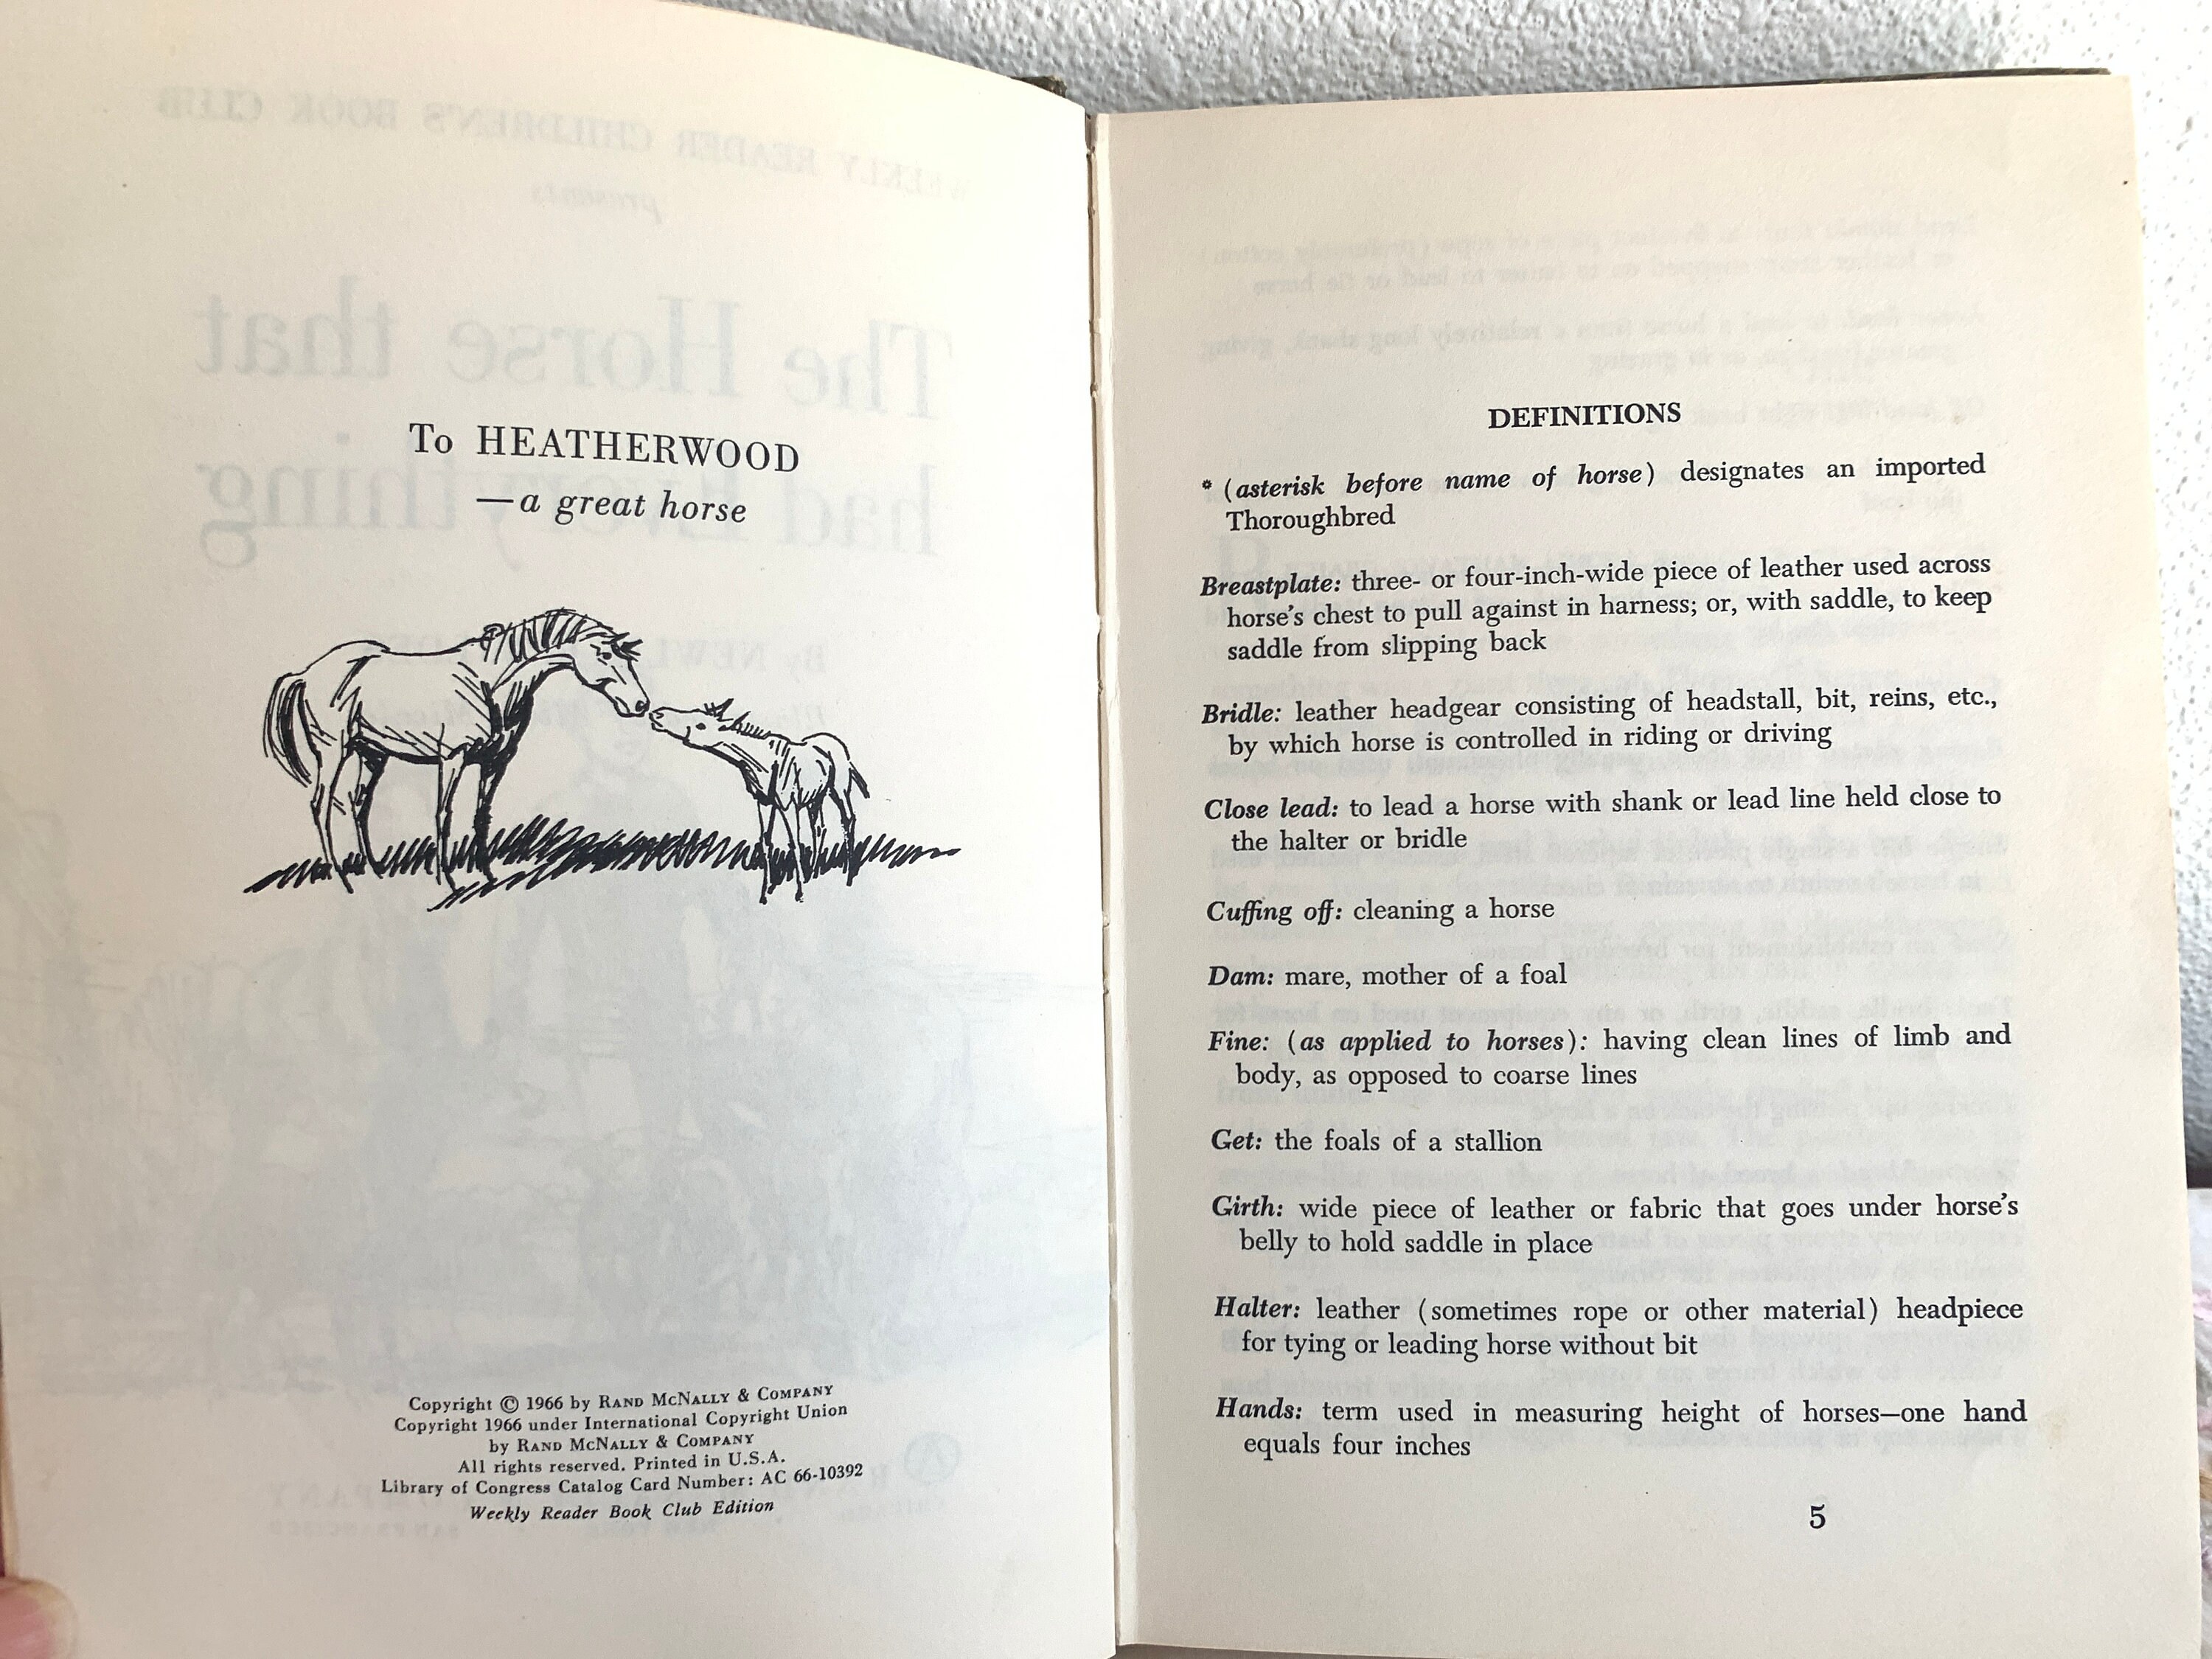 To HEATHERWOOD
—a great horse
Copyright © 1966 by RAND MCNALLY & COMPANY
Copyright 1966 under International Copyright Union
by RAND MCNALLY & COMPANY
All rights reserved. Printed in U.S.A.
Library of Congress Catalog Card Number: AC 66-10392
Weekly Reader Book Club Edition
DEFINITIONS
* (asterisk before name of horse) designates an imported
Thoroughbred
Breastplate: three- or four-inch-wide piece of leather used across
horse's chest to pull against in harness; or, with saddle, to keep
saddle from slipping back
Bridle: leather headgear consisting of headstall, bit, reins, etc.,
by which horse is controlled in riding or driving
Close lead: to lead a horse with shank or lead line held close to
the halter or bridle
Cuffing off: cleaning a horse
Dam: mare, mother of a foal
Fine: (as applied to horses): having clean lines of limb and
body, as opposed to coarse lines
Get: the foals of a stallion
Girth: wide piece of leather or fabric that goes under horse's
belly to hold saddle in place
Halter: leather (sometimes rope or other material) headpiece
for tying or leading horse without bit
Hands: term used in measuring height of horses—one hand
equals four inches
5